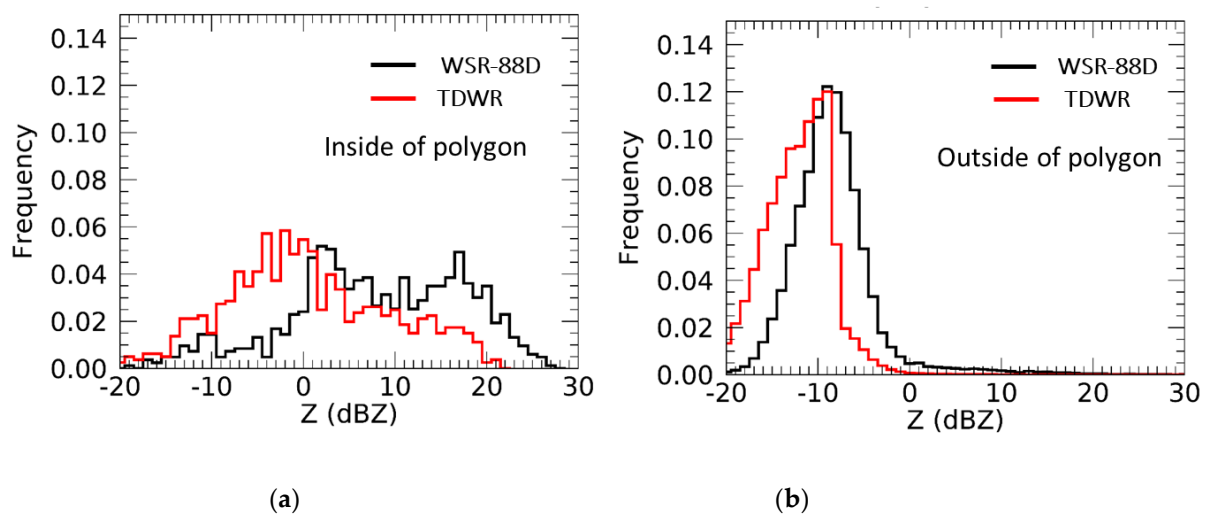 0.14
0.12
0.10
0.08
0.06
0.04
0.02
0.00
Frequency
WSR-88D
TDWR
Inside of polygon
-20 -10 0 10 20 30
Z (dBZ)
(a)
0.14
0.12
0.10
0.08
0.06
0.04
0.02
0.00
Frequency
WSR-88D
TDWR
Outside of polygon
-20 -10 0 10 20 30
Z (dBZ)
(b)